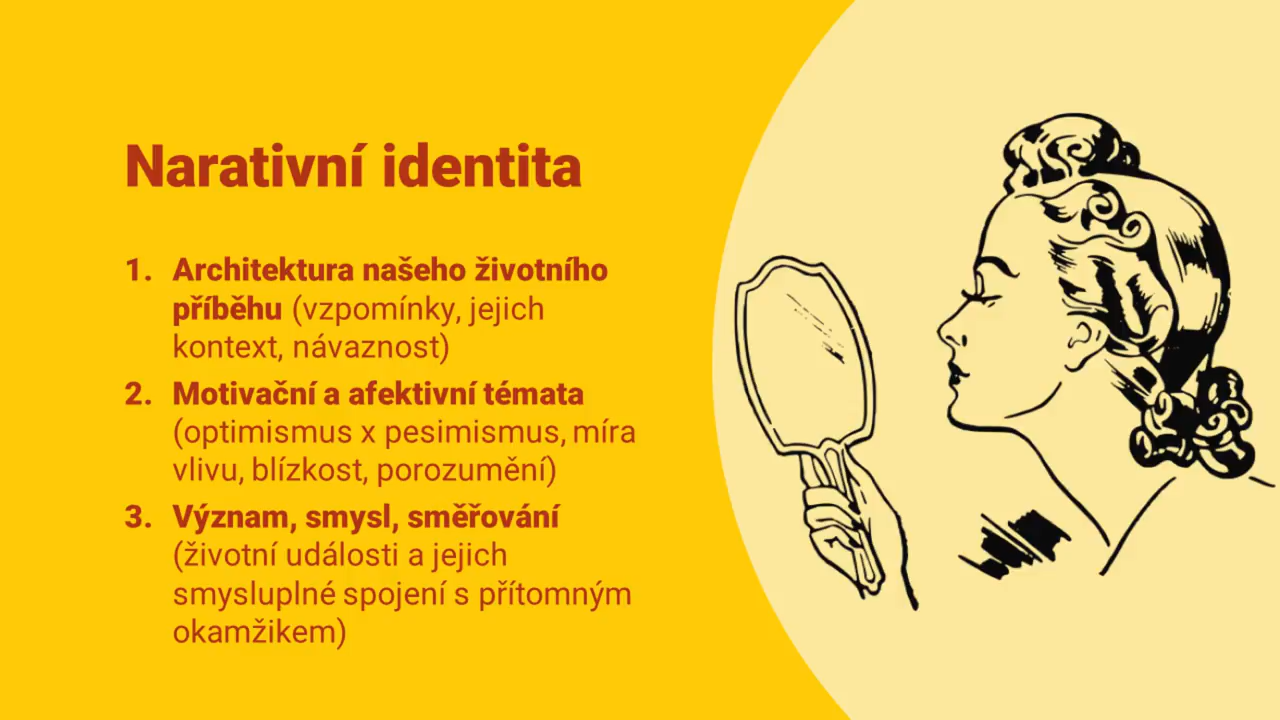 Narativní identita
1. Architektura našeho životního
příběhu (vzpomínky, jejich
kontext, návaznost)
2. Motivační a afektivní témata
(optimismus x pesimismus, míra
vlivu, blízkost, porozumění)
3. Význam, smysl, směřování
(životní události a jejich
smysluplné spojení s přítomným
okamžikem)